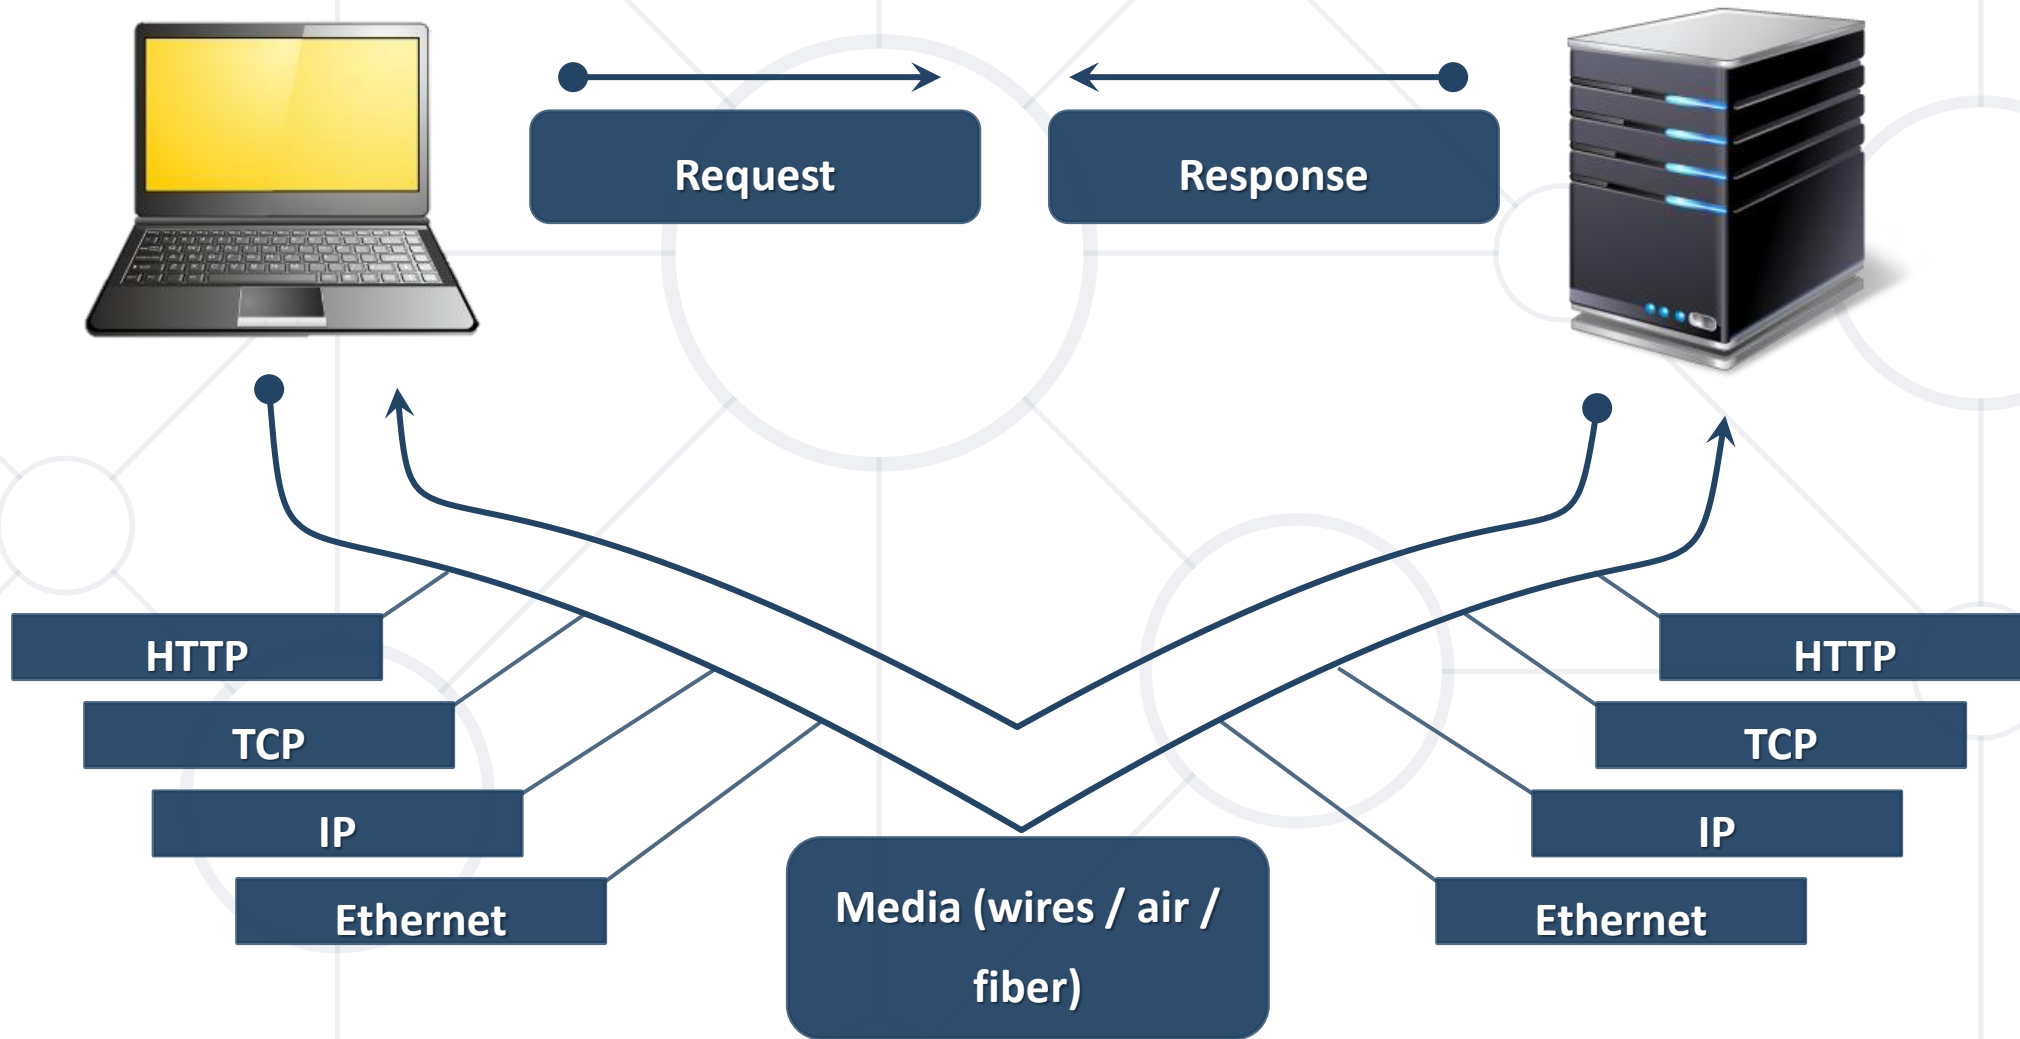 Request
Response
HTTP
TCP
IP
Ethernet
Media (wires / air /
fiber)
HTTP
TCP
IP
Ethernet